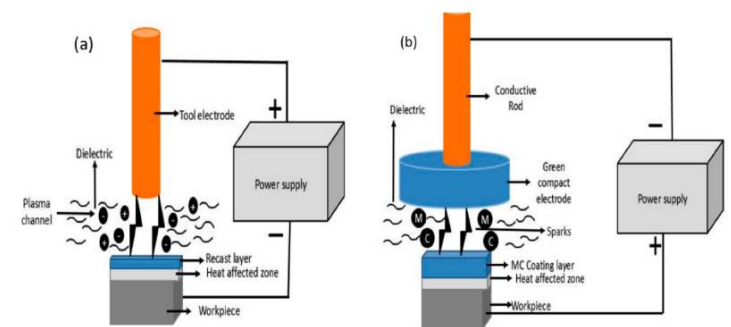 (a)
+
Tool electrode
Dielectric
Power supply
Plasma
channel
+
-
+
-
-
+
+
-
−
Recast layer
Heat affected zone
Workpiece
(b)
Conductive
Rod
−
Dielectric
Green
compact
electrode
Power supply
M
M
C
C
Sparks
+
MC Coating layer
Heat affected zone
Workpiece